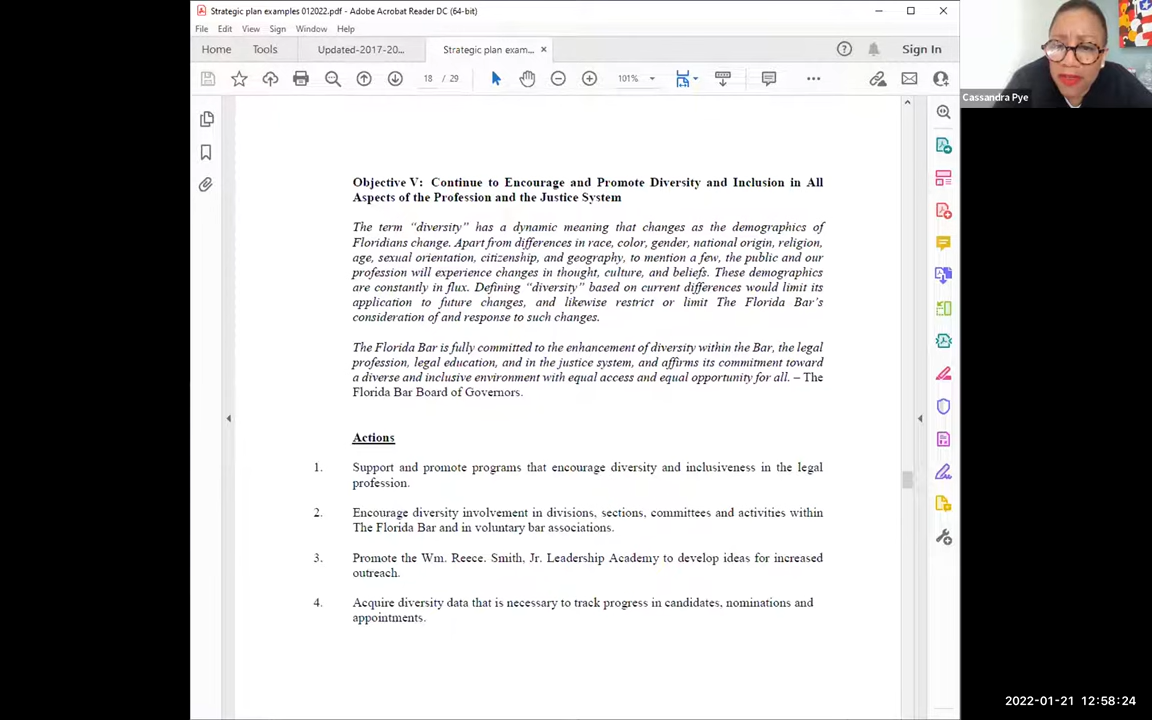 Strategic plan examples 012022.pdf - Adobe Acrobat Reader DC (64-bit)
File Edit View Sign Window Help
Home Tools Updated-2017-20... Strategic plan exam... × Sign In
18 / 29 101%
Cassandra Pye
Objective V: Continue to Encourage and Promote Diversity and Inclusion in All
Aspects of the Profession and the Justice System
The term “diversity” has a dynamic meaning that changes as the demographics of
Floridians change. Apart from differences in race, color, gender, national origin, religion,
age, sexual orientation, citizenship, and geography, to mention a few, the public and our
profession will experience changes in thought, culture, and beliefs. These demographics
are constantly in flux. Defining “diversity” based on current differences would limit its
application to future changes, and likewise restrict or limit The Florida Bar's
consideration of and response to such changes.
The Florida Bar is fully committed to the enhancement of diversity within the Bar, the legal
profession, legal education, and in the justice system, and affirms its commitment toward
a diverse and inclusive environment with equal access and equal opportunity for all. – The
Florida Bar Board of Governors.
Actions
1. Support and promote programs that encourage diversity and inclusiveness in the legal
profession.
2. Encourage diversity involvement in divisions, sections, committees and activities within
The Florida Bar and in voluntary bar associations.
3. Promote the Wm. Reece. Smith, Jr. Leadership Academy to develop ideas for increased
outreach.
4. Acquire diversity data that is necessary to track progress in candidates, nominations and
appointments.
2022-01-21 12:58:24